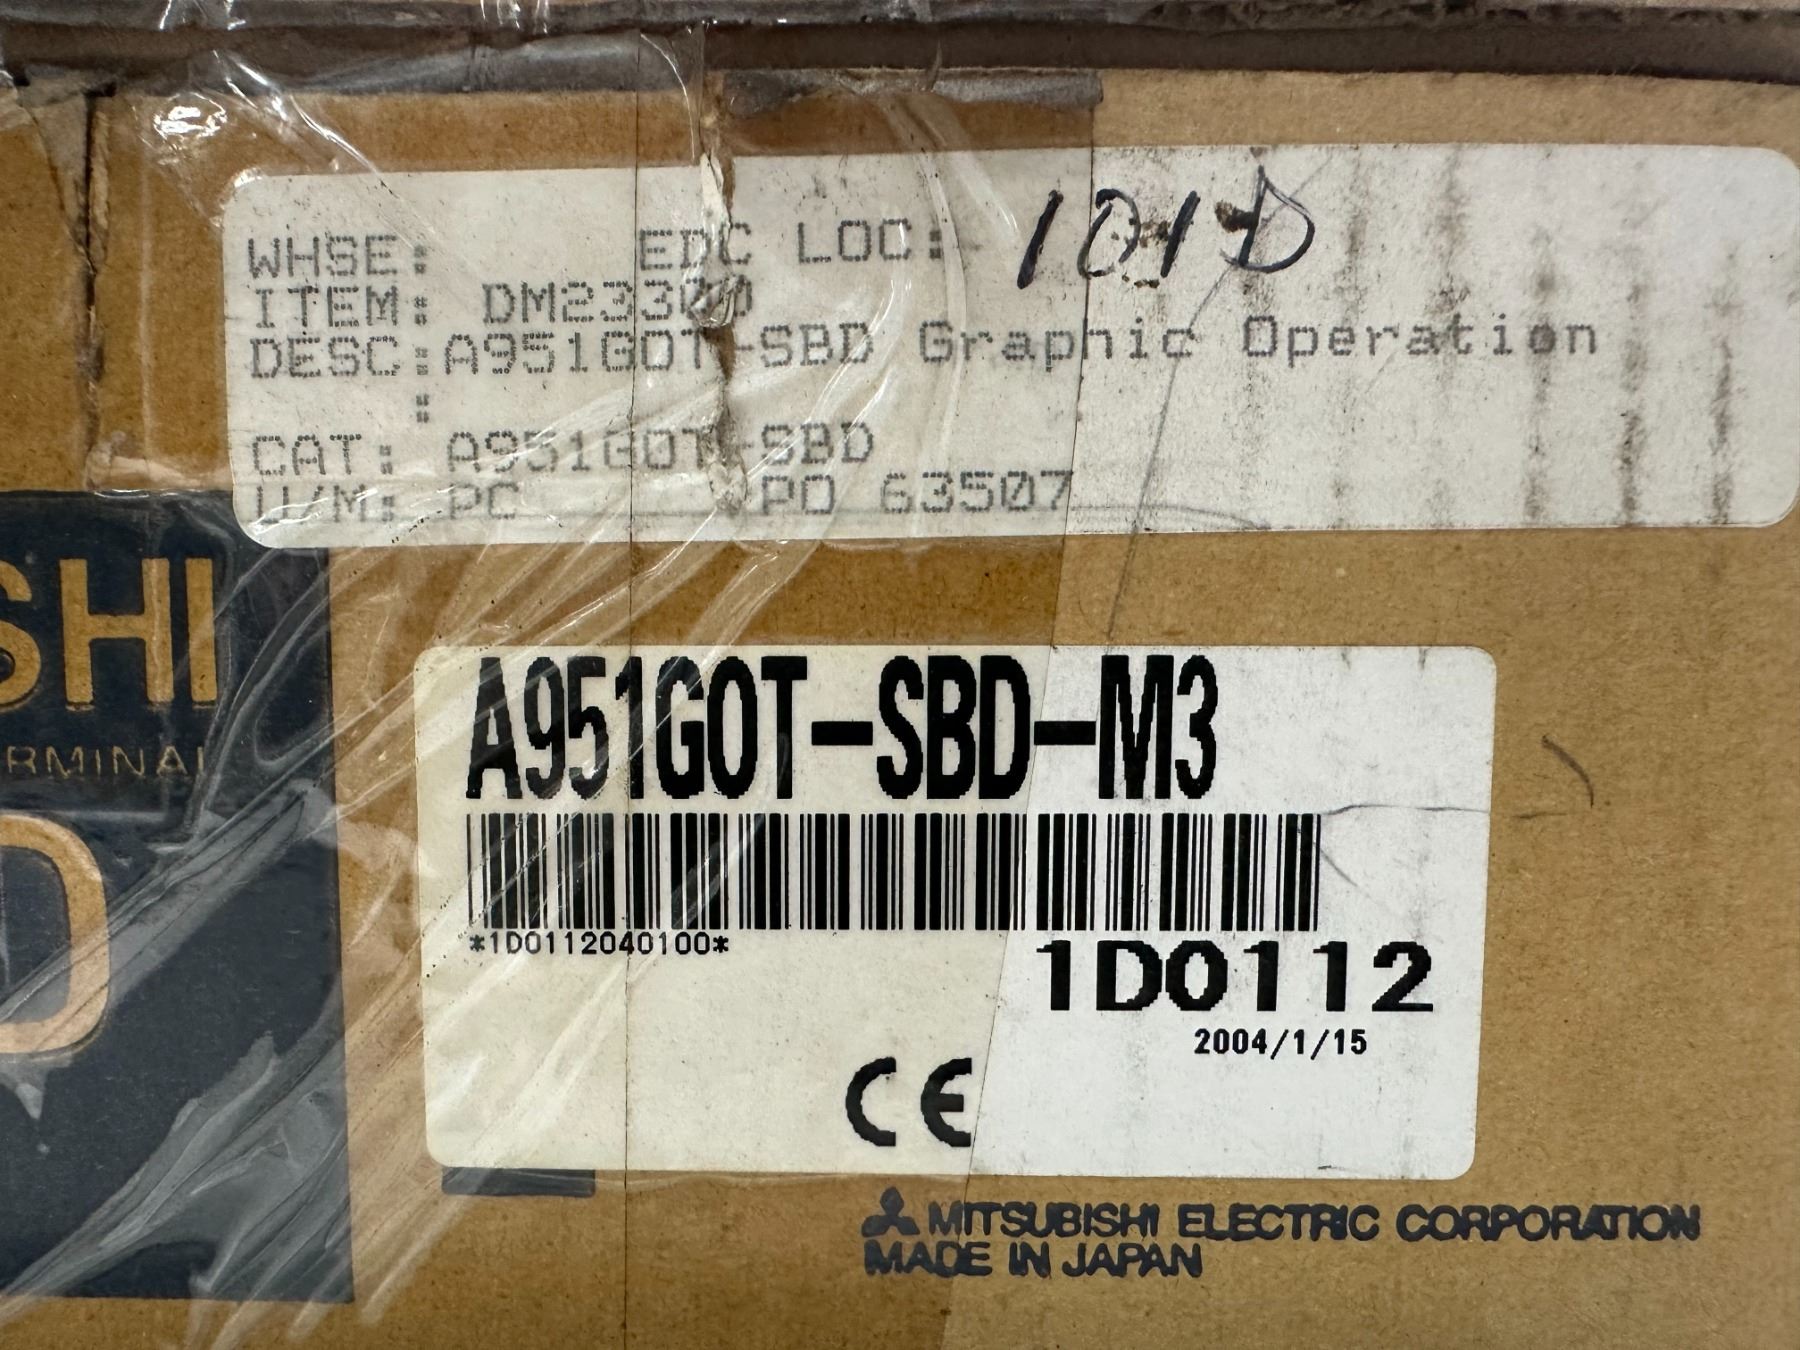 WHSE: EDC LOC: 101D
ITEM: DM23300
DESC:A951GOT-SBD Graphic Operation
:
CAT: A951GOT-SBD
U/M: PC PO 63507
SHI
RMINAL
D
A951GOT-SBD-M3
*1D0112040100*
1D0112
2004/1/15
CE
MITSUBISHI ELECTRIC CORPORATION
MADE IN JAPAN